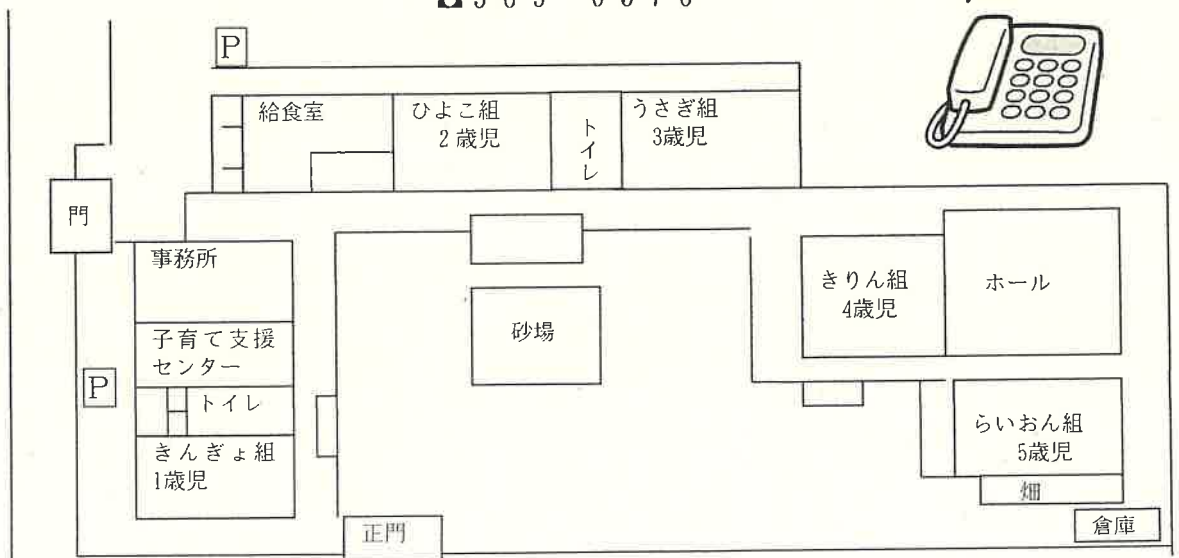 P
給食室
ひよこ組
2歳児
トイレ
うさぎ組
3歳児
門
事務所
きりん組
4歳児
ホール
砂場
子育て支援
センター
P
トイレ
きんぎょ組
1歳児
らいおん組
5歳児
畑
倉庫
正門